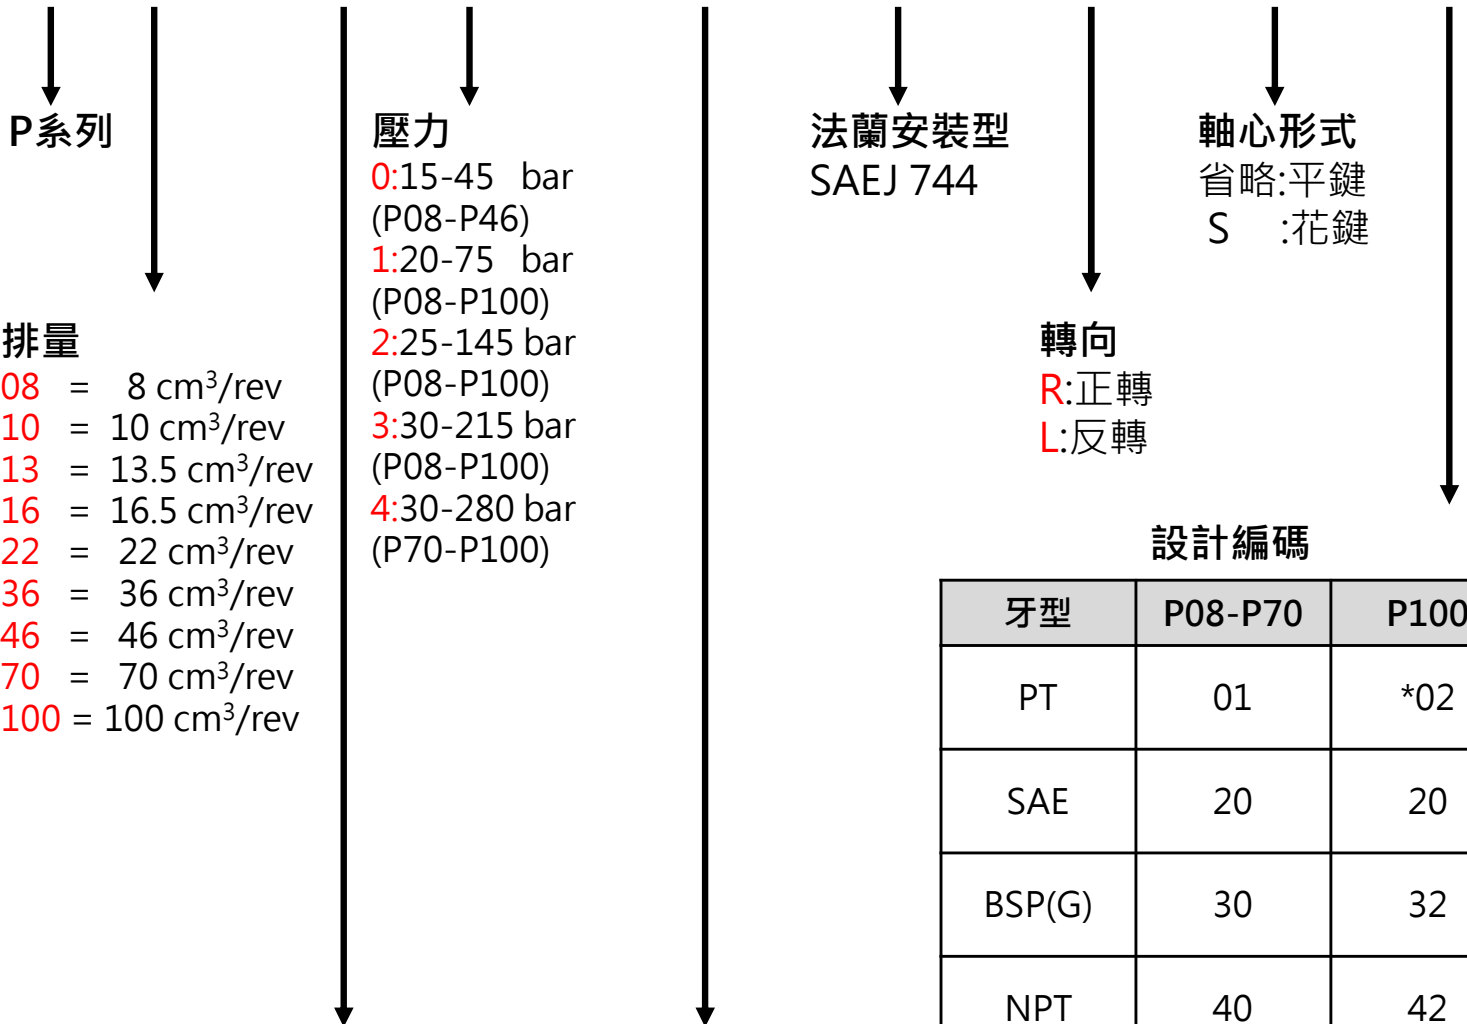 P系列
排量
08 = 8 cm³/rev
10 = 10 cm³/rev
13 = 13.5 cm³/rev
16 = 16.5 cm³/rev
22 = 22 cm³/rev
36 = 36 cm³/rev
46 = 46 cm³/rev
70 = 70 cm³/rev
100 = 100 cm³/rev
壓力
0:15-45 bar
(P08-P46)
1:20-75 bar
(P08-P100)
2:25-145 bar
(P08-P100)
3:30-215 bar
(P08-P100)
4:30-280 bar
(P70-P100)
法蘭安裝型
SAEJ 744
轉向
R:正轉
L:反轉
軸心形式
省略:平鍵
S :花鍵
設計編碼
牙型 P08-P70 P100
PT 01 *02
SAE 20 20
BSP(G) 30 32
NPT 40 42